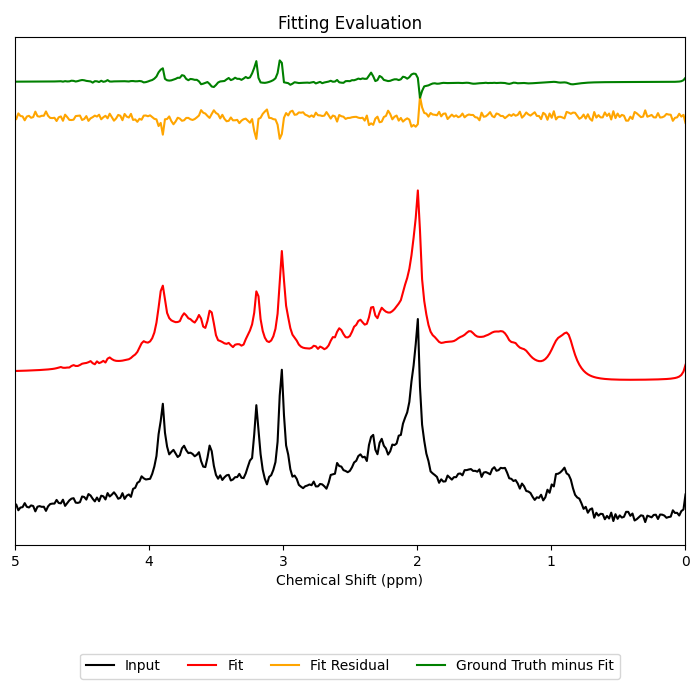 Fitting Evaluation
5 4 3 2 1 0
Chemical Shift (ppm)
Input Fit Fit Residual Ground Truth minus Fit